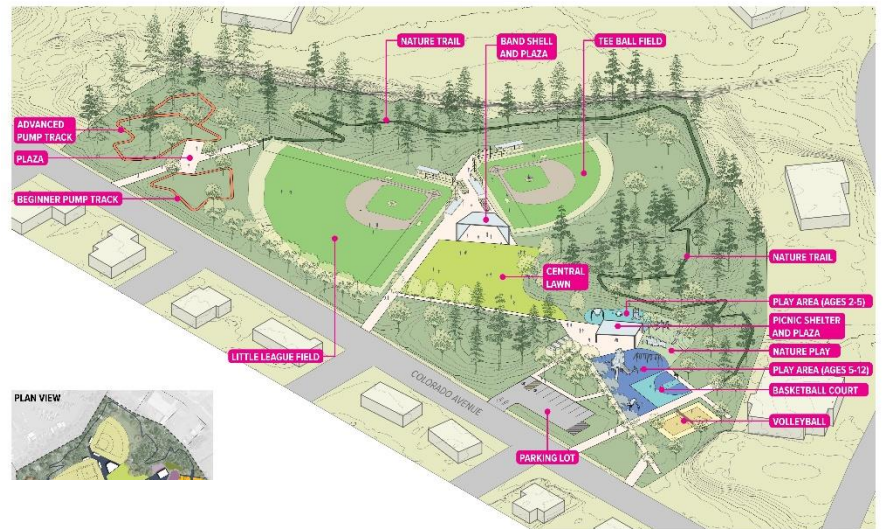 NATURE TRAIL
BAND SHELL
AND PLAZA
TEE BALL FIELD
ADVANCED
PUMP TRACK
PLAZA
BEGINNER PUMP TRACK
NATURE TRAIL
CENTRAL
LAWN
PLAY AREA (AGES 2-5)
PICNIC SHELTER
AND PLAZA
NATURE PLAY
LITTLE LEAGUE FIELD
PLAY AREA (AGES 5-12)
COLORADO AVENUE
BASKETBALL COURT
PLAN VIEW
VOLLEYBALL
PARKING LOT